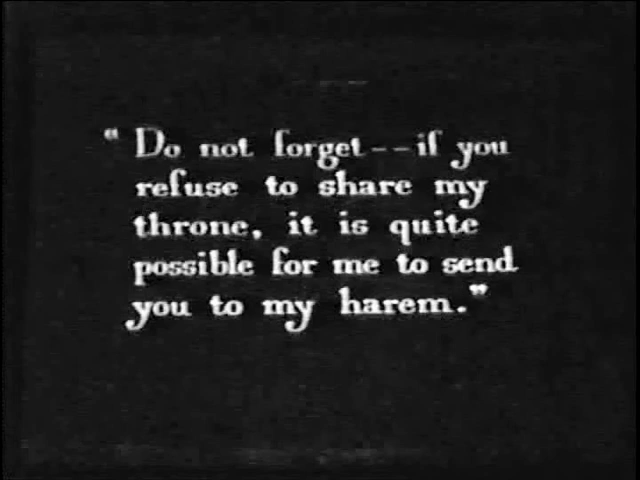 "Do not forget--if you
refuse to share my
throne, it is quite
possible for me to send
you to my harem."